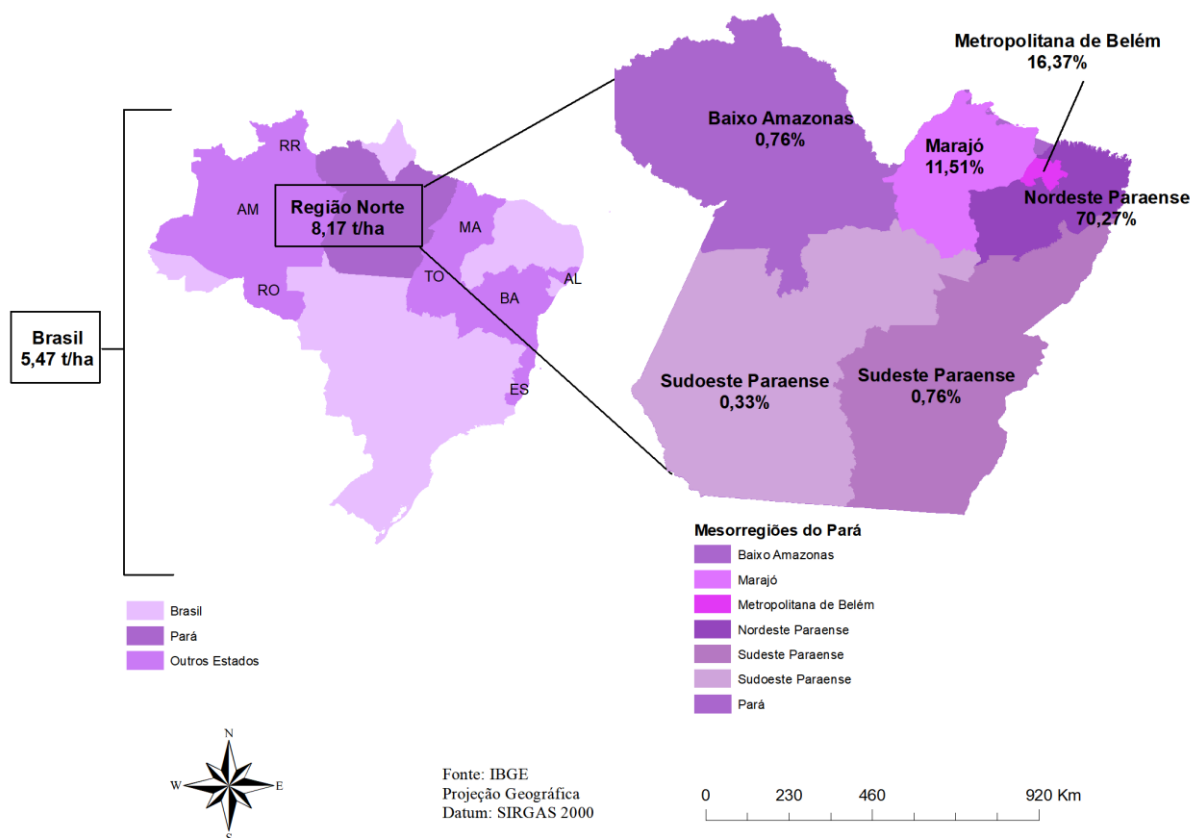 Metropolitana de Belém
16,37%
Baixo Amazonas
0,76%
Marajó
11,51%
Nordeste Paraense
70,27%
Sudoeste Paraense
0,33%
Sudeste Paraense
0,76%
RR
AM
Região Norte
8,17 t/ha
MA
TO
AL
RO
BA
ES
Brasil
5,47 t/ha
Brasil
Pará
Outros Estados
Mesorregiões do Pará
Baixo Amazonas
Marajó
Metropolitana de Belém
Nordeste Paraense
Sudeste Paraense
Sudoeste Paraense
Pará
N
W
E
S
Fonte: IBGE
Projeção Geográfica
Datum: SIRGAS 2000
0 230 460 920 Km